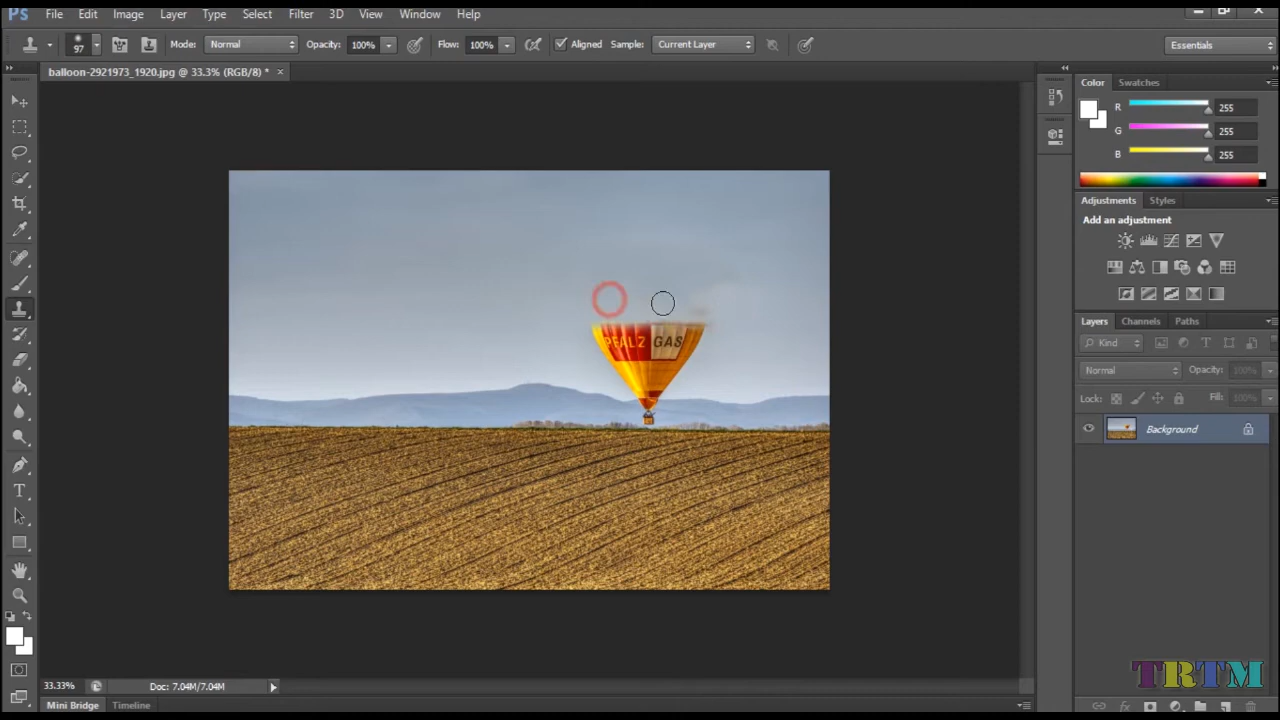 Ps File Edit Image Layer Type Select Filter 3D View Window Help
97 Mode: Normal Opacity: 100% Flow: 100% Aligned Sample: Current Layer Essentials
balloon-2921973_1920.jpg @ 33.3% (RGB/8) * ×
Color Swatches
R 255
G 255
B 255
Adjustments Styles
Add an adjustment
PFALZ GAS
Layers Channels Paths
Kind
Normal Opacity: 100%
Lock: Fill: 100%
Background
T
TRTM
33.33% Doc: 7.04M/7.04M
Mini Bridge Timeline